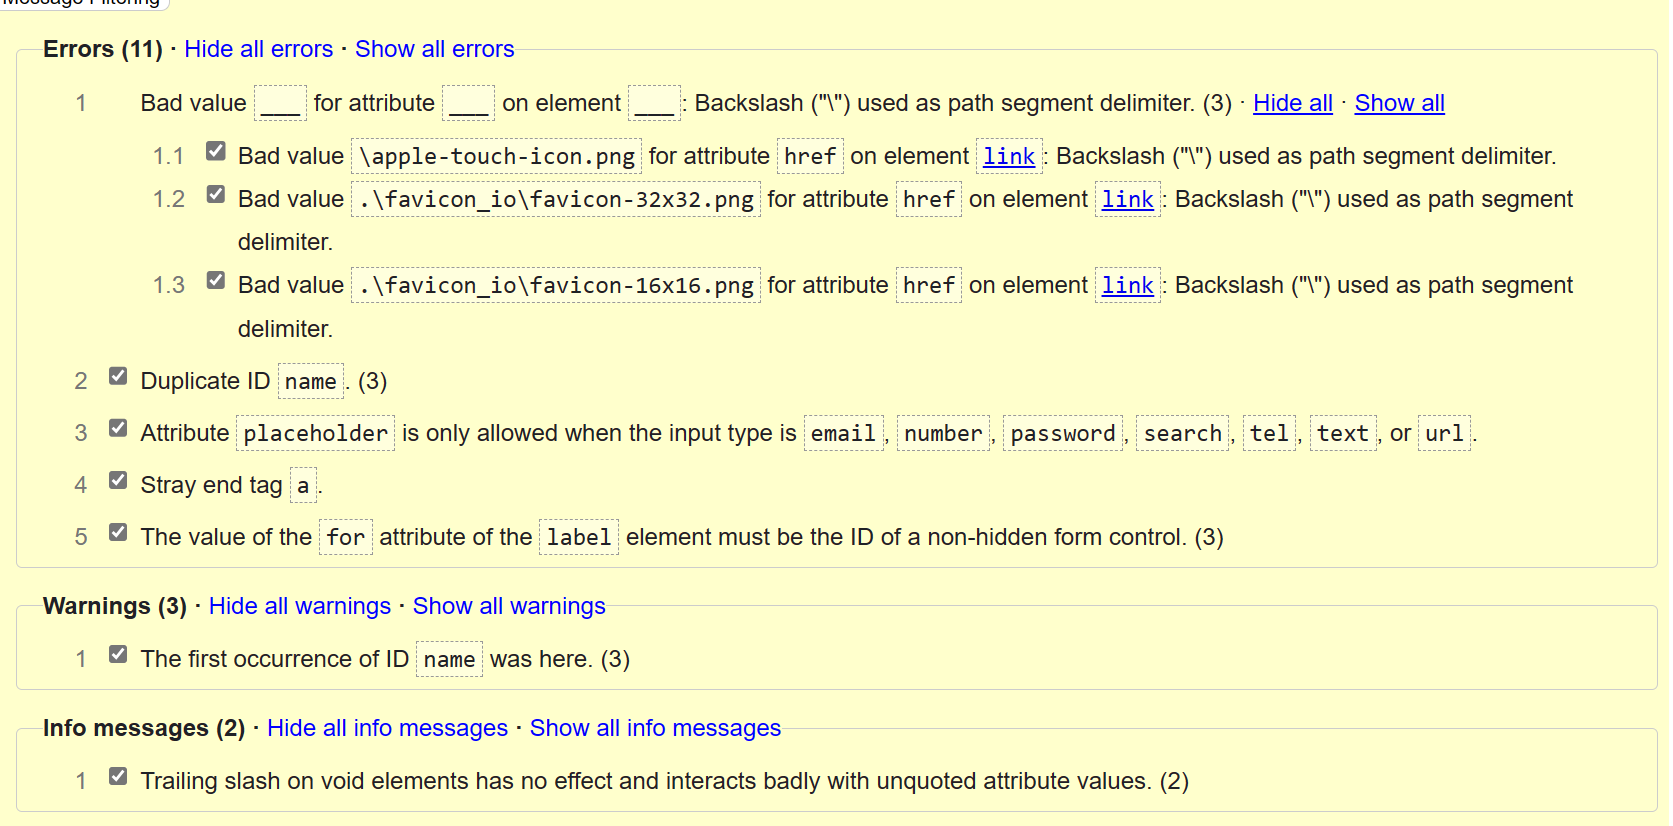 Message Filtering
Errors (11) · Hide all errors · Show all errors
1 Bad value ___ for attribute ___ on element ___: Backslash ("\") used as path segment delimiter. (3) · Hide all · Show all
1.1 Bad value \apple-touch-icon.png for attribute href on element link: Backslash ("\") used as path segment delimiter.
1.2 Bad value .\favicon_io\favicon-32x32.png for attribute href on element link: Backslash ("\") used as path segment
delimiter.
1.3 Bad value .\favicon_io\favicon-16x16.png for attribute href on element link: Backslash ("\") used as path segment
delimiter.
2 Duplicate ID name. (3)
3 Attribute placeholder is only allowed when the input type is email, number, password, search, tel, text, or url.
4 Stray end tag a.
5 The value of the for attribute of the label element must be the ID of a non-hidden form control. (3)
Warnings (3) · Hide all warnings · Show all warnings
1 The first occurrence of ID name was here. (3)
Info messages (2) · Hide all info messages · Show all info messages
1 Trailing slash on void elements has no effect and interacts badly with unquoted attribute values. (2)